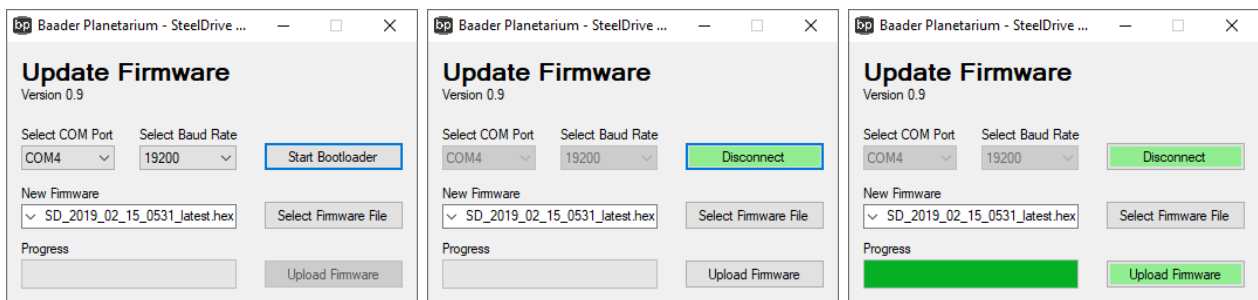 bp Baader Planetarium - SteelDrive ...
Update Firmware
Version 0.9
Select COM Port Select Baud Rate
COM4 19200 Start Bootloader
New Firmware
SD_2019_02_15_0531_latest.hex Select Firmware File
Progress
Upload Firmware
bp Baader Planetarium - SteelDrive ...
Update Firmware
Version 0.9
Select COM Port Select Baud Rate
COM4 19200 Disconnect
New Firmware
SD_2019_02_15_0531_latest.hex Select Firmware File
Progress
Upload Firmware
bp Baader Planetarium - SteelDrive ...
Update Firmware
Version 0.9
Select COM Port Select Baud Rate
COM4 19200 Disconnect
New Firmware
SD_2019_02_15_0531_latest.hex Select Firmware File
Progress
Upload Firmware